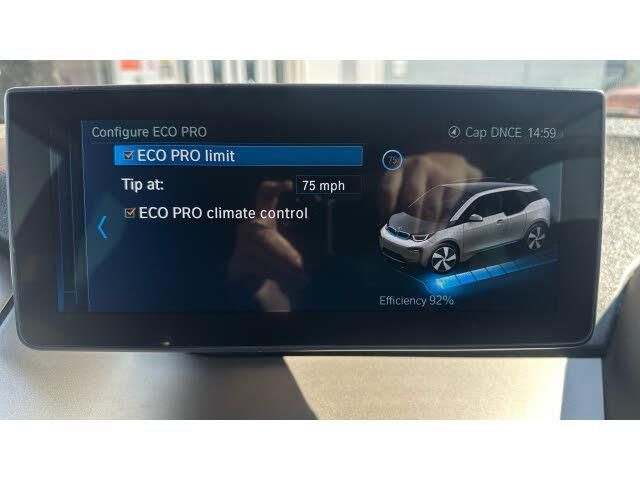 Configure ECO PRO
Cap DNCE 14:59
ECO PRO limit
75
Tip at: 75 mph
ECO PRO climate control
Efficiency 92%